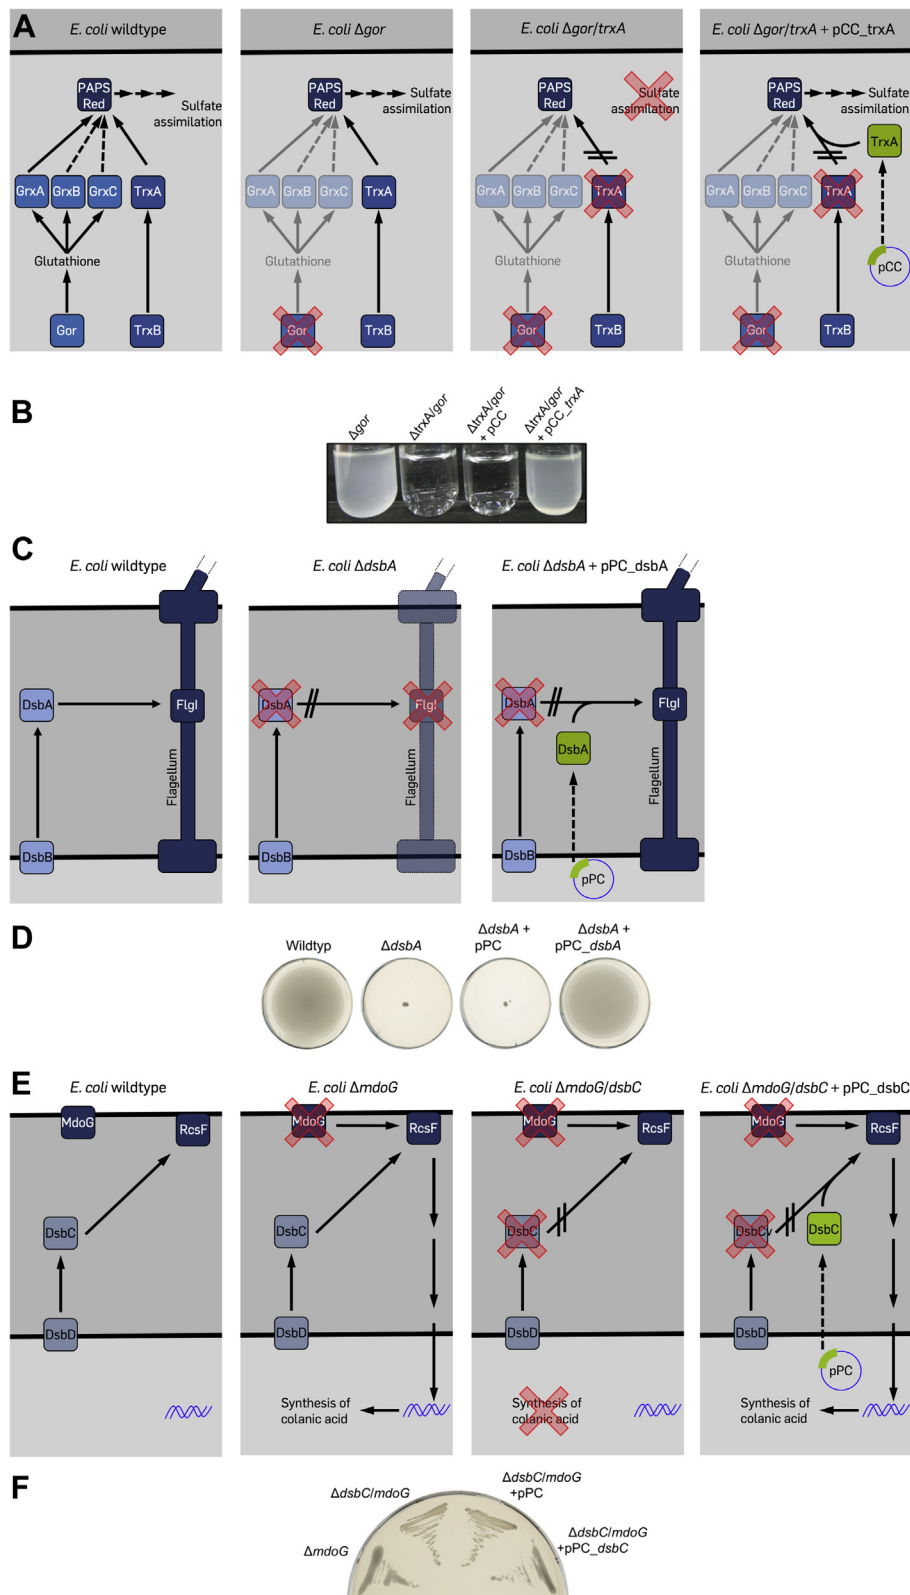 A
E. coli wildtype
E. coli Δgor
E. coli Δgor/trxA
E. coli Δgor/trxA + pCC_trxA
PAPS
Red
Sulfate
assimilation
GrxA
GrxB
GrxC
TrxA
Glutathione
Gor
TrxB
PAPS
Red
Sulfate
assimilation
GrxA
GrxB
GrxC
TrxA
Glutathione
Gor
TrxB
PAPS
Red
Sulfate
assimilation
GrxA
GrxB
GrxC
TrxA
Glutathione
Gor
TrxB
PAPS
Red
Sulfate
assimilation
TrxA
GrxA
GrxB
GrxC
TrxA
Glutathione
pCC
Gor
TrxB
B
Δgor
ΔtrxA/gor
ΔtrxA/gor
+ pCC
ΔtrxA/gor
+ pCC_trxA
C
E. coli wildtype
E. coli ΔdsbA
E. coli ΔdsbA + pPC_dsbA
DsbA
FlgI
Flagellum
DsbB
DsbA
FlgI
Flagellum
DsbB
DsbA
FlgI
DsbA
Flagellum
DsbB
pPC
D
Wildtyp
ΔdsbA
ΔdsbA +
pPC
ΔdsbA +
pPC_dsbA
E
E. coli wildtype
E. coli ΔmdoG
E. coli ΔmdoG/dsbC
E. coli ΔmdoG/dsbC + pPC_dsbC
MdoG
RcsF
DsbC
DsbD
MdoG
RcsF
DsbC
DsbD
Synthesis of
colanic acid
MdoG
RcsF
DsbC
DsbD
Synthesis of
colanic acid
MdoG
RcsF
DsbCv
DsbC
DsbD
pPC
Synthesis of
colanic acid
F
ΔdsbC/mdoG
ΔdsbC/mdoG
+pPC
ΔmdoG
ΔdsbC/mdoG
+pPC_dsbC